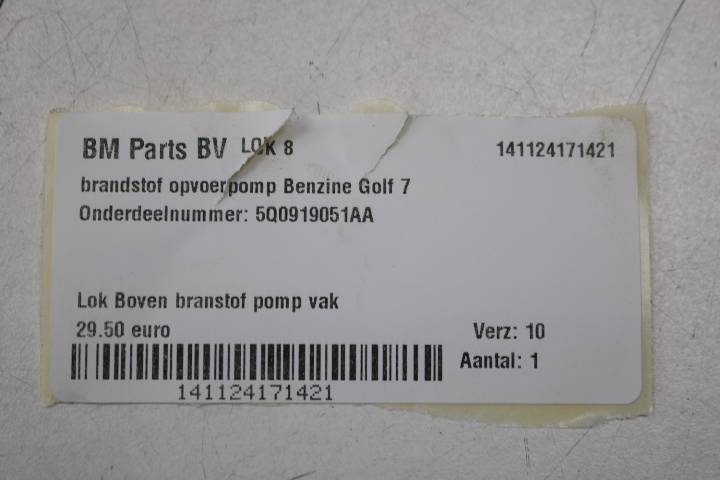 BM Parts BV LOK 8 141124171421
brandstof opvoerpomp Benzine Golf 7
Onderdeelnummer: 5Q0919051AA
Lok Boven branstof pomp vak
29.50 euro Verz: 10
Aantal: 1
141124171421